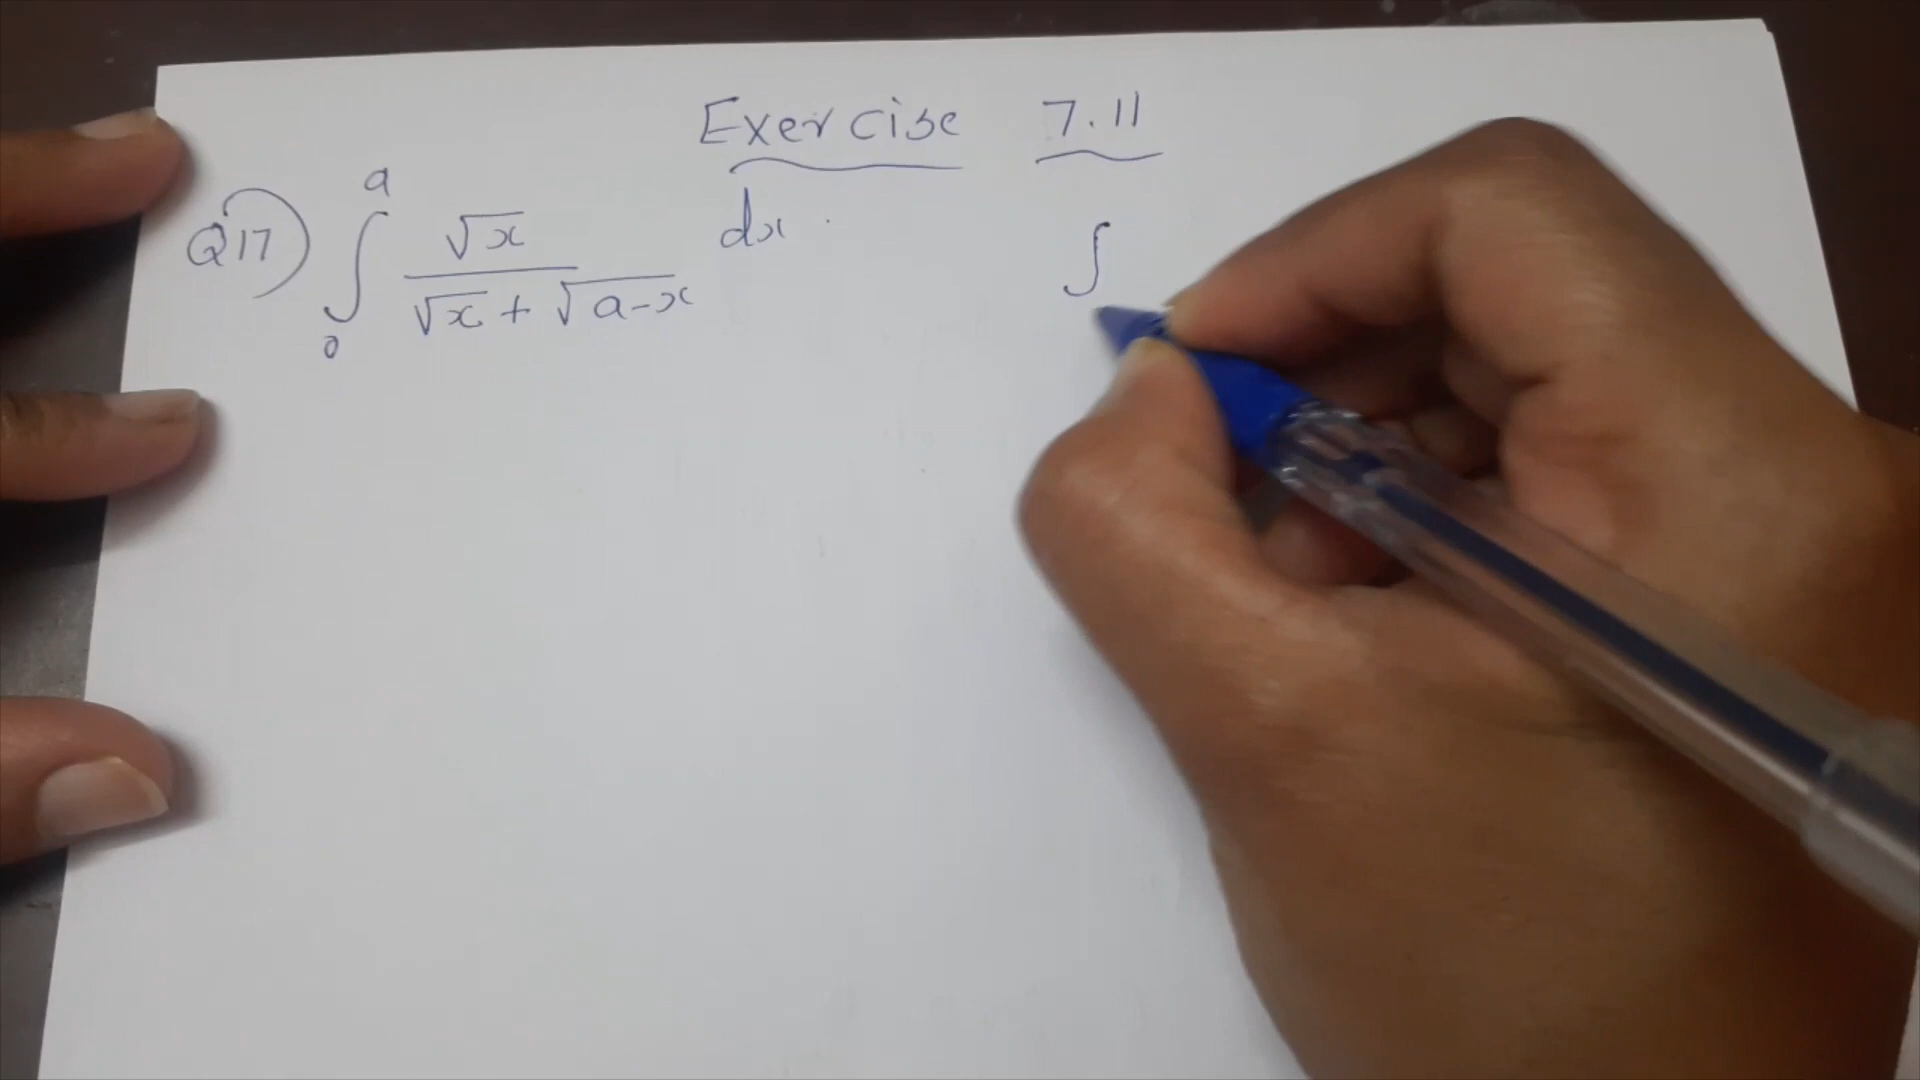 Exercise 7.11
Q17) ∫₀ᵃ √x / (√x + √(a-x)) dx .
∫